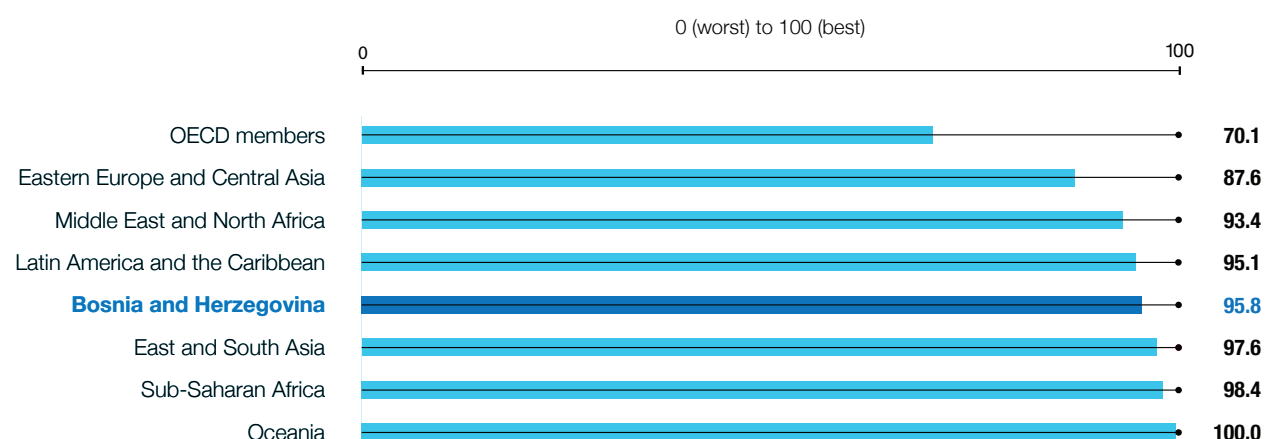 0 (worst) to 100 (best)
0 100
OECD members 70.1
Eastern Europe and Central Asia 87.6
Middle East and North Africa 93.4
Latin America and the Caribbean 95.1
Bosnia and Herzegovina 95.8
East and South Asia 97.6
Sub-Saharan Africa 98.4
Oceania 100.0